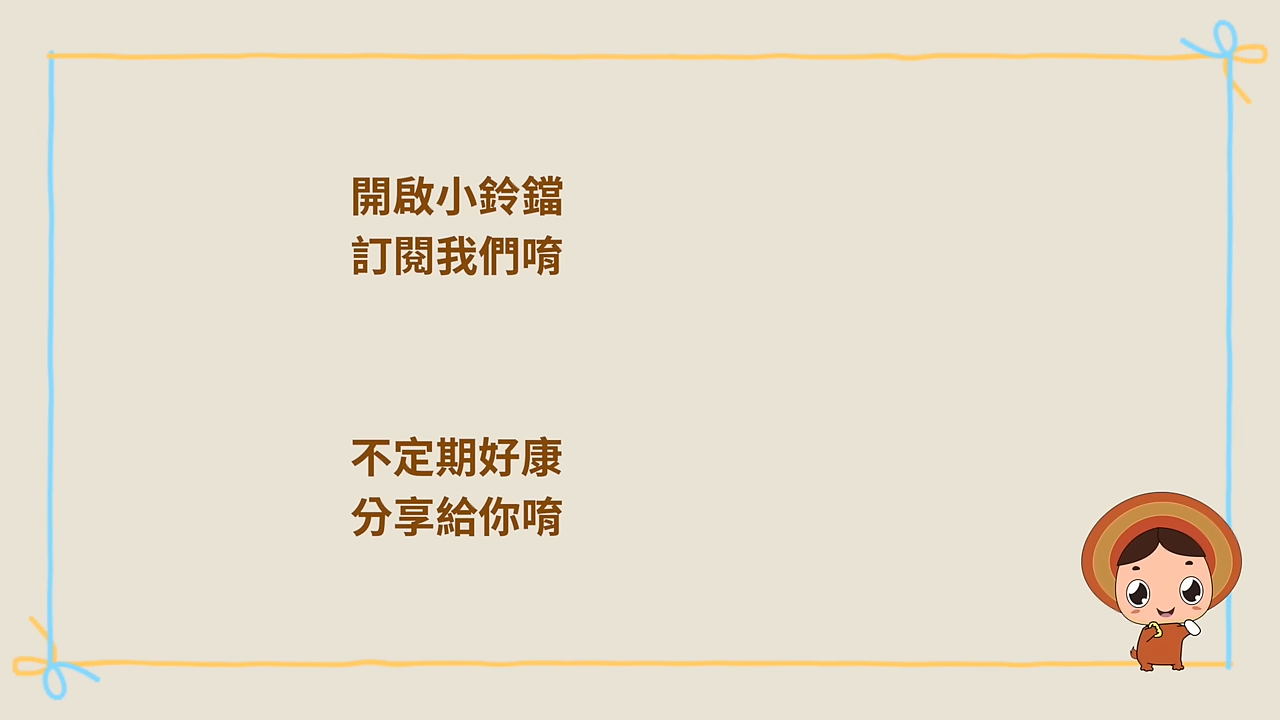 開啟小鈴鐺
訂閱我們唷
不定期好康
分享給你唷